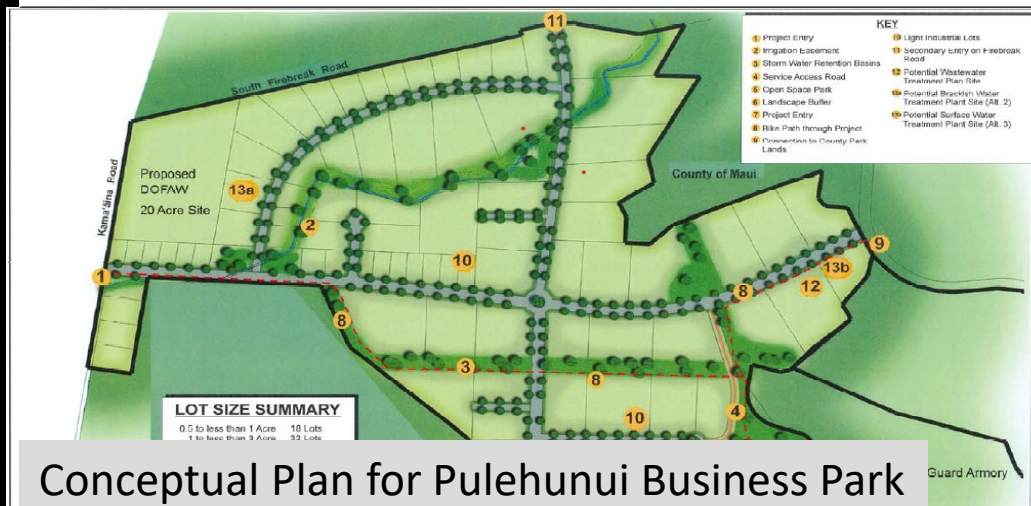 KEY
1 Project Entry
2 Irrigation Easement
3 Storm Water Retention Basins
4 Service Access Road
5 Open Space Park
6 Landscape Buffer
7 Project Entry
8 Bike Path through Project
9 Connection to County Park
Lands
10 Light Industrial Lots
11 Secondary Entry on Firebreak
Road
12 Potential Wastewater
Treatment Plan Site
13a Potential Brackish Water
Treatment Plant Site (Alt. 2)
13b Potential Surface Water
Treatment Plant Site (Alt. 3)
11
South Firebreak Road
County of Maui
Kama'āina Road
Proposed
DOFAW
20 Acre Site
13a
2
10
9
13b
12
8
1
8
3
8
4
10
LOT SIZE SUMMARY
0.5 to less than 1 Acre 18 Lots
1 to less than 3 Acre 32 Lots
Guard Armory
Conceptual Plan for Pulehunui Business Park